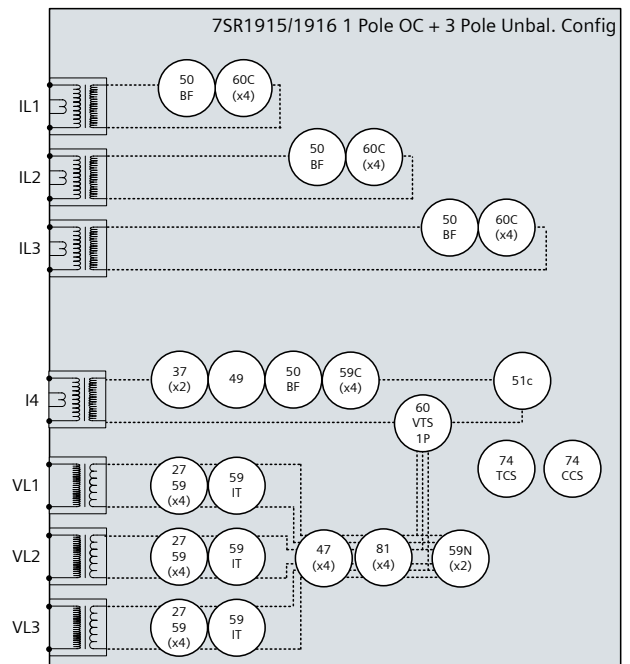 7SR1915/1916 1 Pole OC + 3 Pole Unbal. Config
IL1
50
BF
60C
(x4)
IL2
50
BF
60C
(x4)
IL3
50
BF
60C
(x4)
I4
37
(x2)
49
50
BF
59C
(x4)
51c
60
VTS
1P
74
TCS
74
CCS
VL1
27
59
(x4)
59
IT
VL2
27
59
(x4)
59
IT
47
(x4)
81
(x4)
59N
(x2)
VL3
27
59
(x4)
59
IT